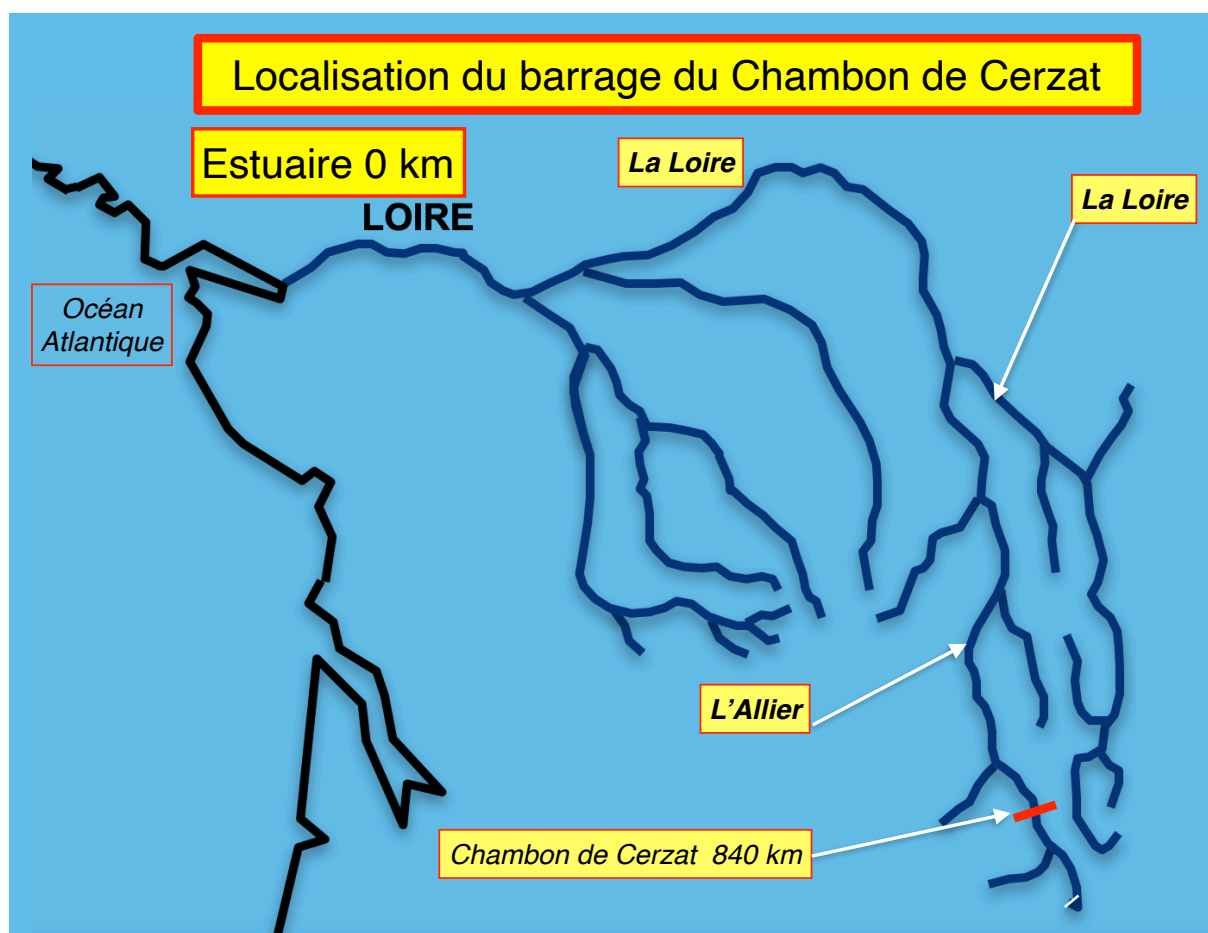 Localisation du barrage du Chambon de Cerzat
Estuaire 0 km
La Loire
La Loire
LOIRE
Océan
Atlantique
L’Allier
Chambon de Cerzat 840 km